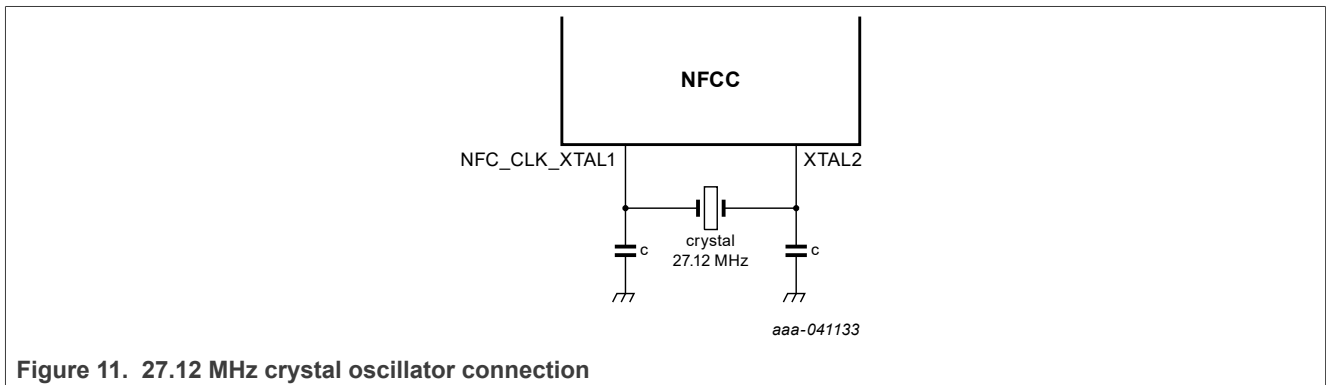 NFCC
NFC_CLK_XTAL1
XTAL2
c
crystal
27.12 MHz
c
aaa-041133
Figure 11. 27.12 MHz crystal oscillator connection